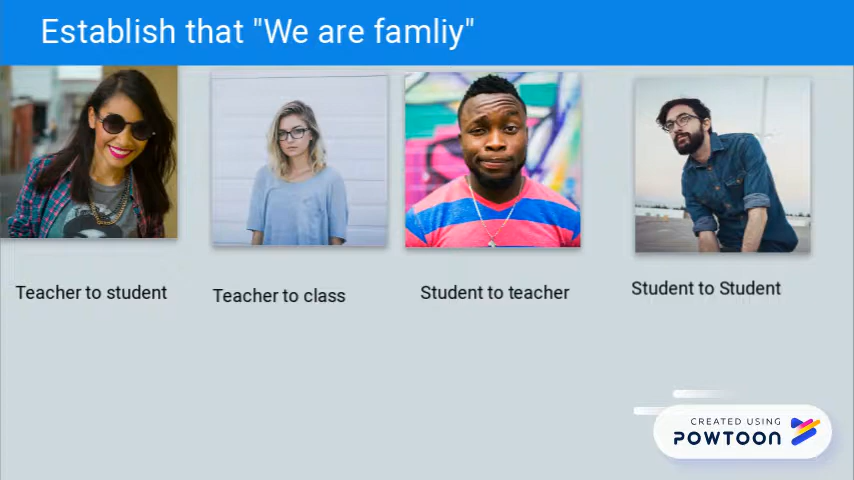 Establish that "We are famliy"
Teacher to student
Teacher to class
Student to teacher
Student to Student
CREATED USING
POWTOON